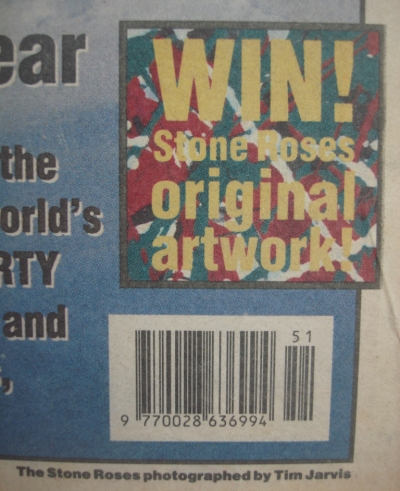 ear
WIN!
Stone Roses
original
artwork!
the
orld's
RTY
and
51
9 770028 636994
The Stone Roses photographed by Tim Jarvis